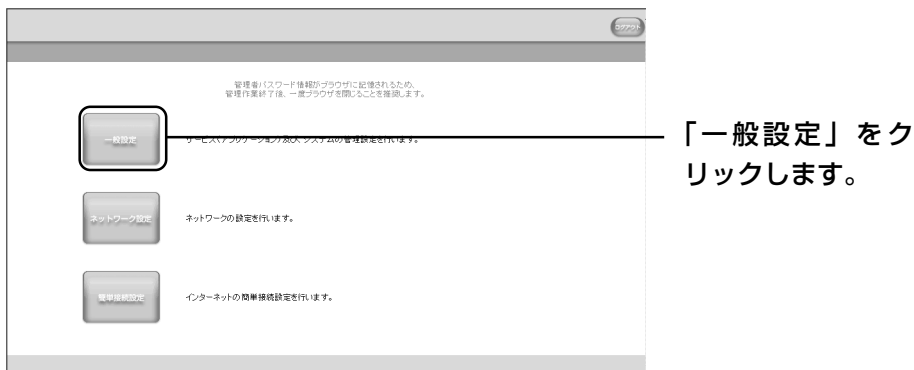 ログアウト
管理者パスワード情報がブラウザに記憶されるため、
管理作業終了後、一度ブラウザを閉じることを推奨します。
一般設定
サービス(アプリケーション)及び、システムの管理設定を行います。
「一般設定」をク
リックします。
ネットワーク設定
ネットワークの設定を行います。
簡単接続設定
インターネットの簡単接続設定を行います。